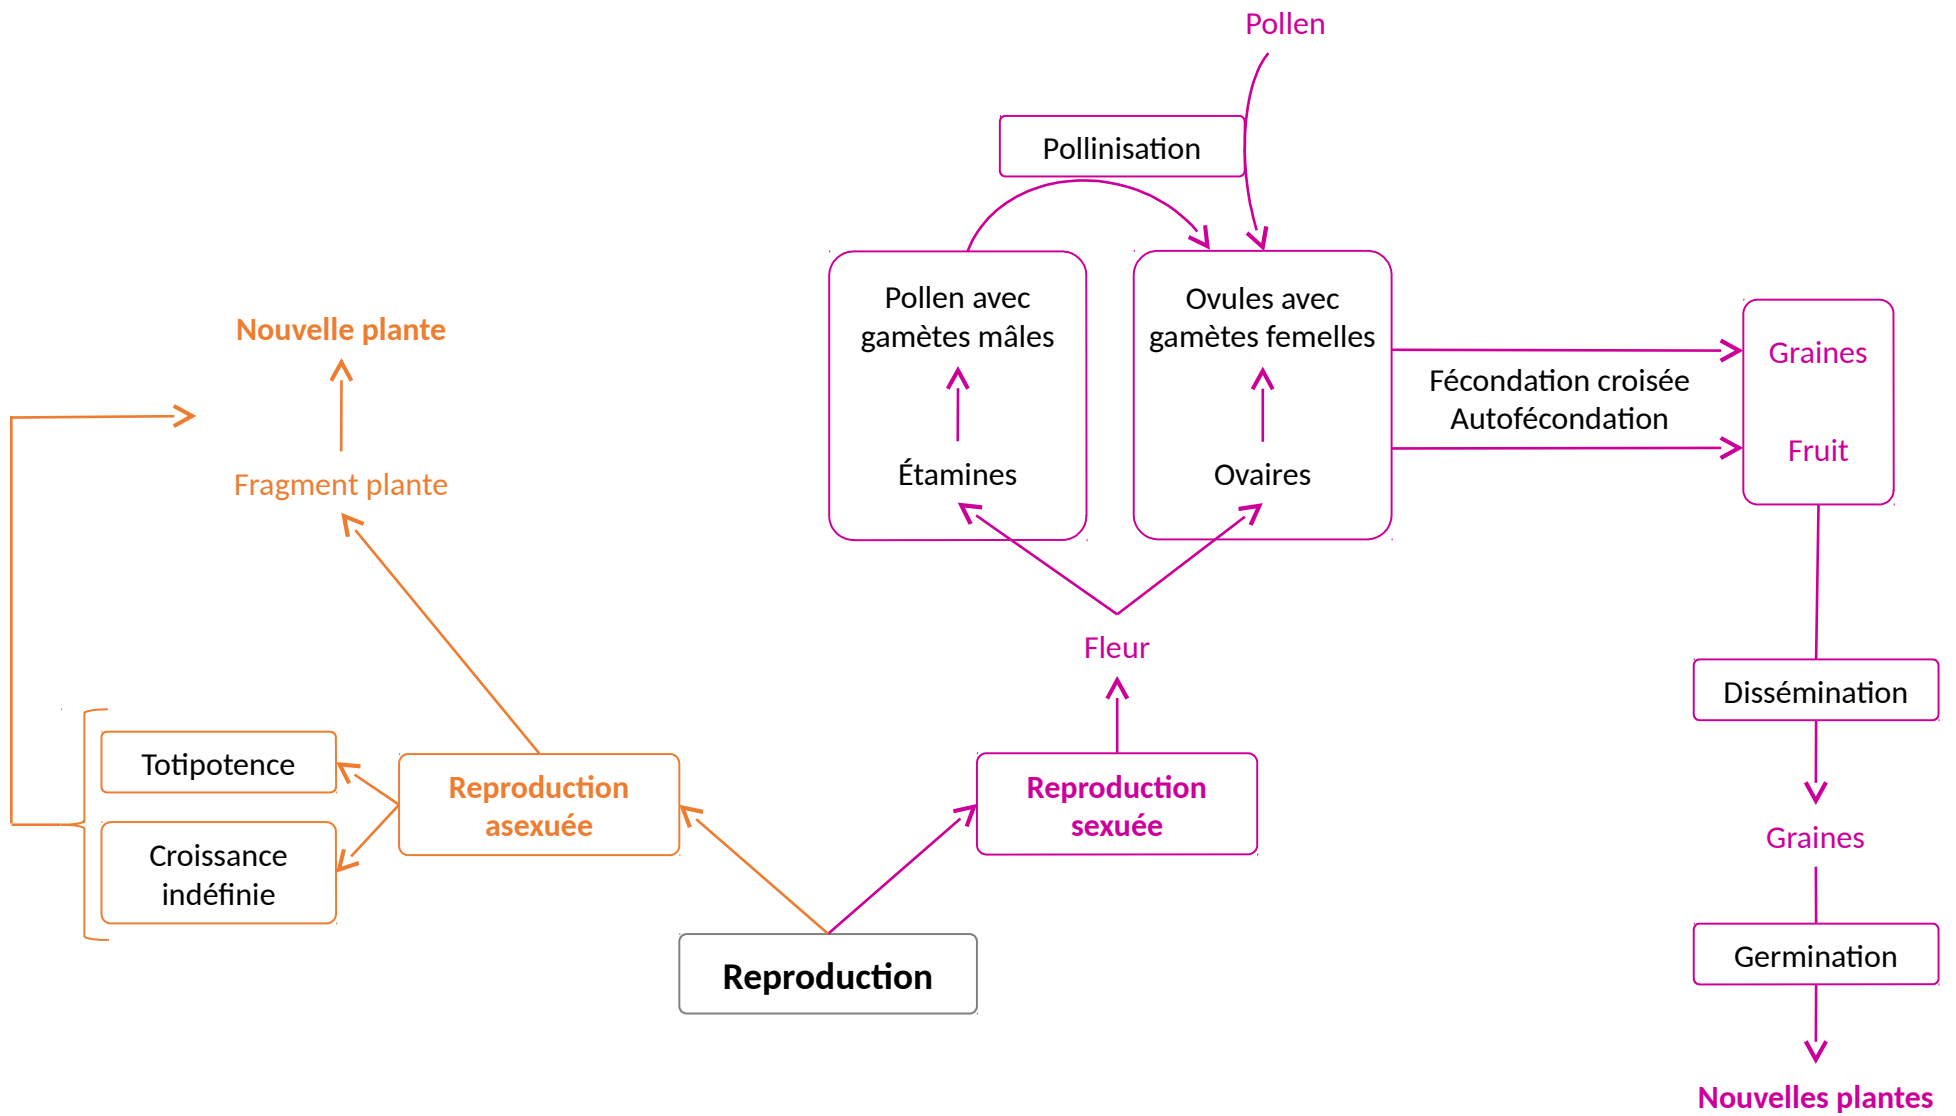 Pollen
Pollinisation
Pollen avec
gamètes mâles
Étamines
Ovules avec
gamètes femelles
Ovaires
Fécondation croisée
Autofécondation
Graines
Fruit
Nouvelle plante
Fragment plante
Fleur
Dissémination
Totipotence
Croissance
indéfinie
Reproduction
asexuée
Reproduction
sexuée
Graines
Reproduction
Germination
Nouvelles plantes